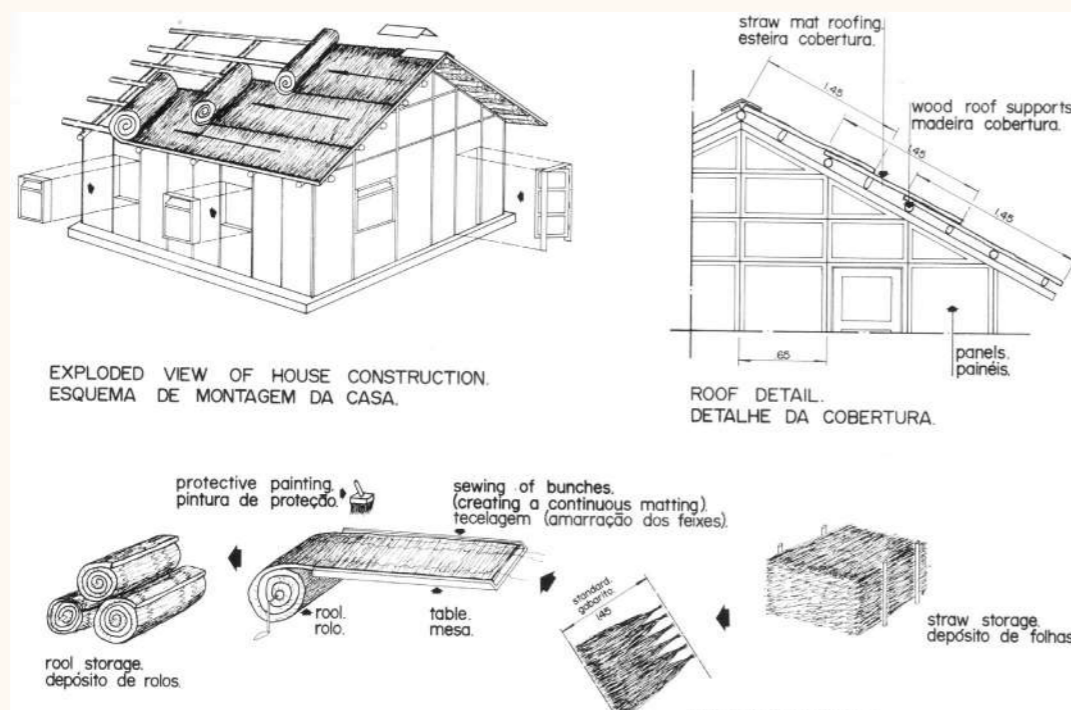 straw mat roofing.
esteira cobertura.
1.45
wood roof supports
madeira cobertura.
1.45
1.45
65
panels.
painéis.
EXPLODED VIEW OF HOUSE CONSTRUCTION.
ESQUEMA DE MONTAGEM DA CASA.
ROOF DETAIL.
DETALHE DA COBERTURA.
protective painting.
pintura de proteção.
sewing of bunches.
(creating a continuous matting).
tecelagem (amarração dos feixes).
standard.
gabarito.
1.45
rool.
rolo.
table.
mesa.
straw storage.
depósito de folhas
rool storage.
depósito de rolos.